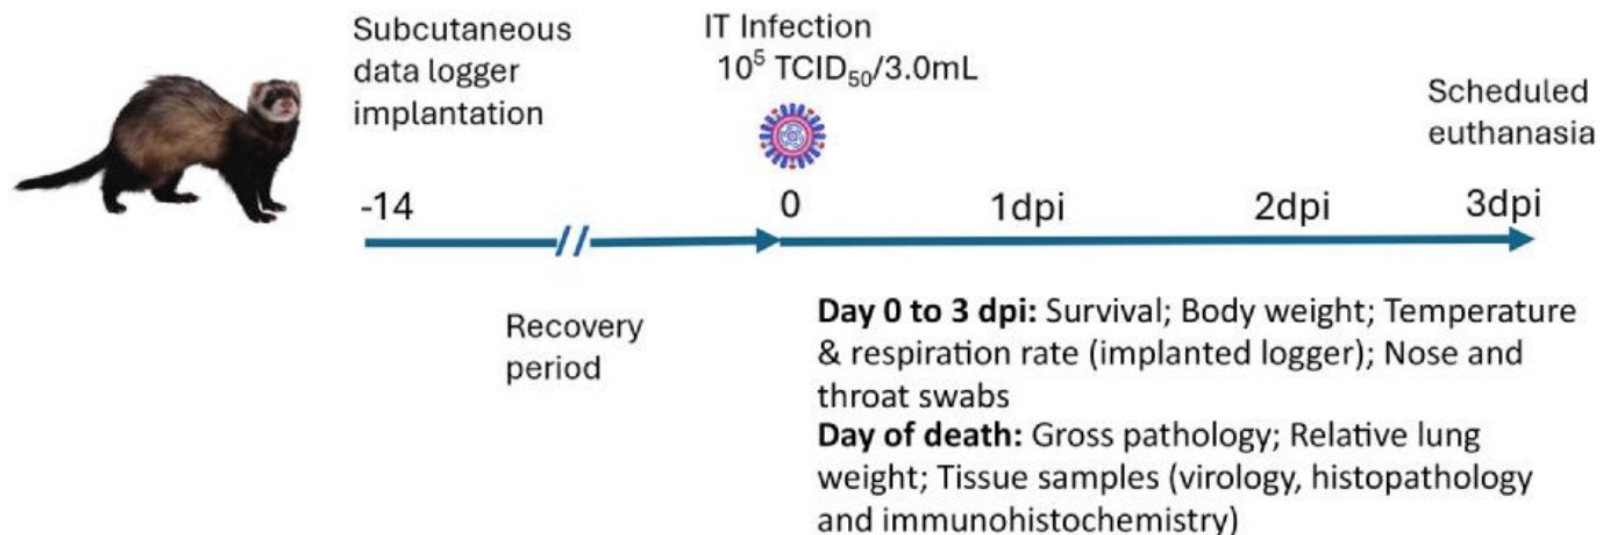 Subcutaneous
data logger
implantation
IT Infection
10⁵ TCID₅₀/3.0mL
Scheduled
euthanasia
-14
0
1dpi
2dpi
3dpi
Recovery
period
Day 0 to 3 dpi: Survival; Body weight; Temperature
& respiration rate (implanted logger); Nose and
throat swabs
Day of death: Gross pathology; Relative lung
weight; Tissue samples (virology, histopathology
and immunohistochemistry)